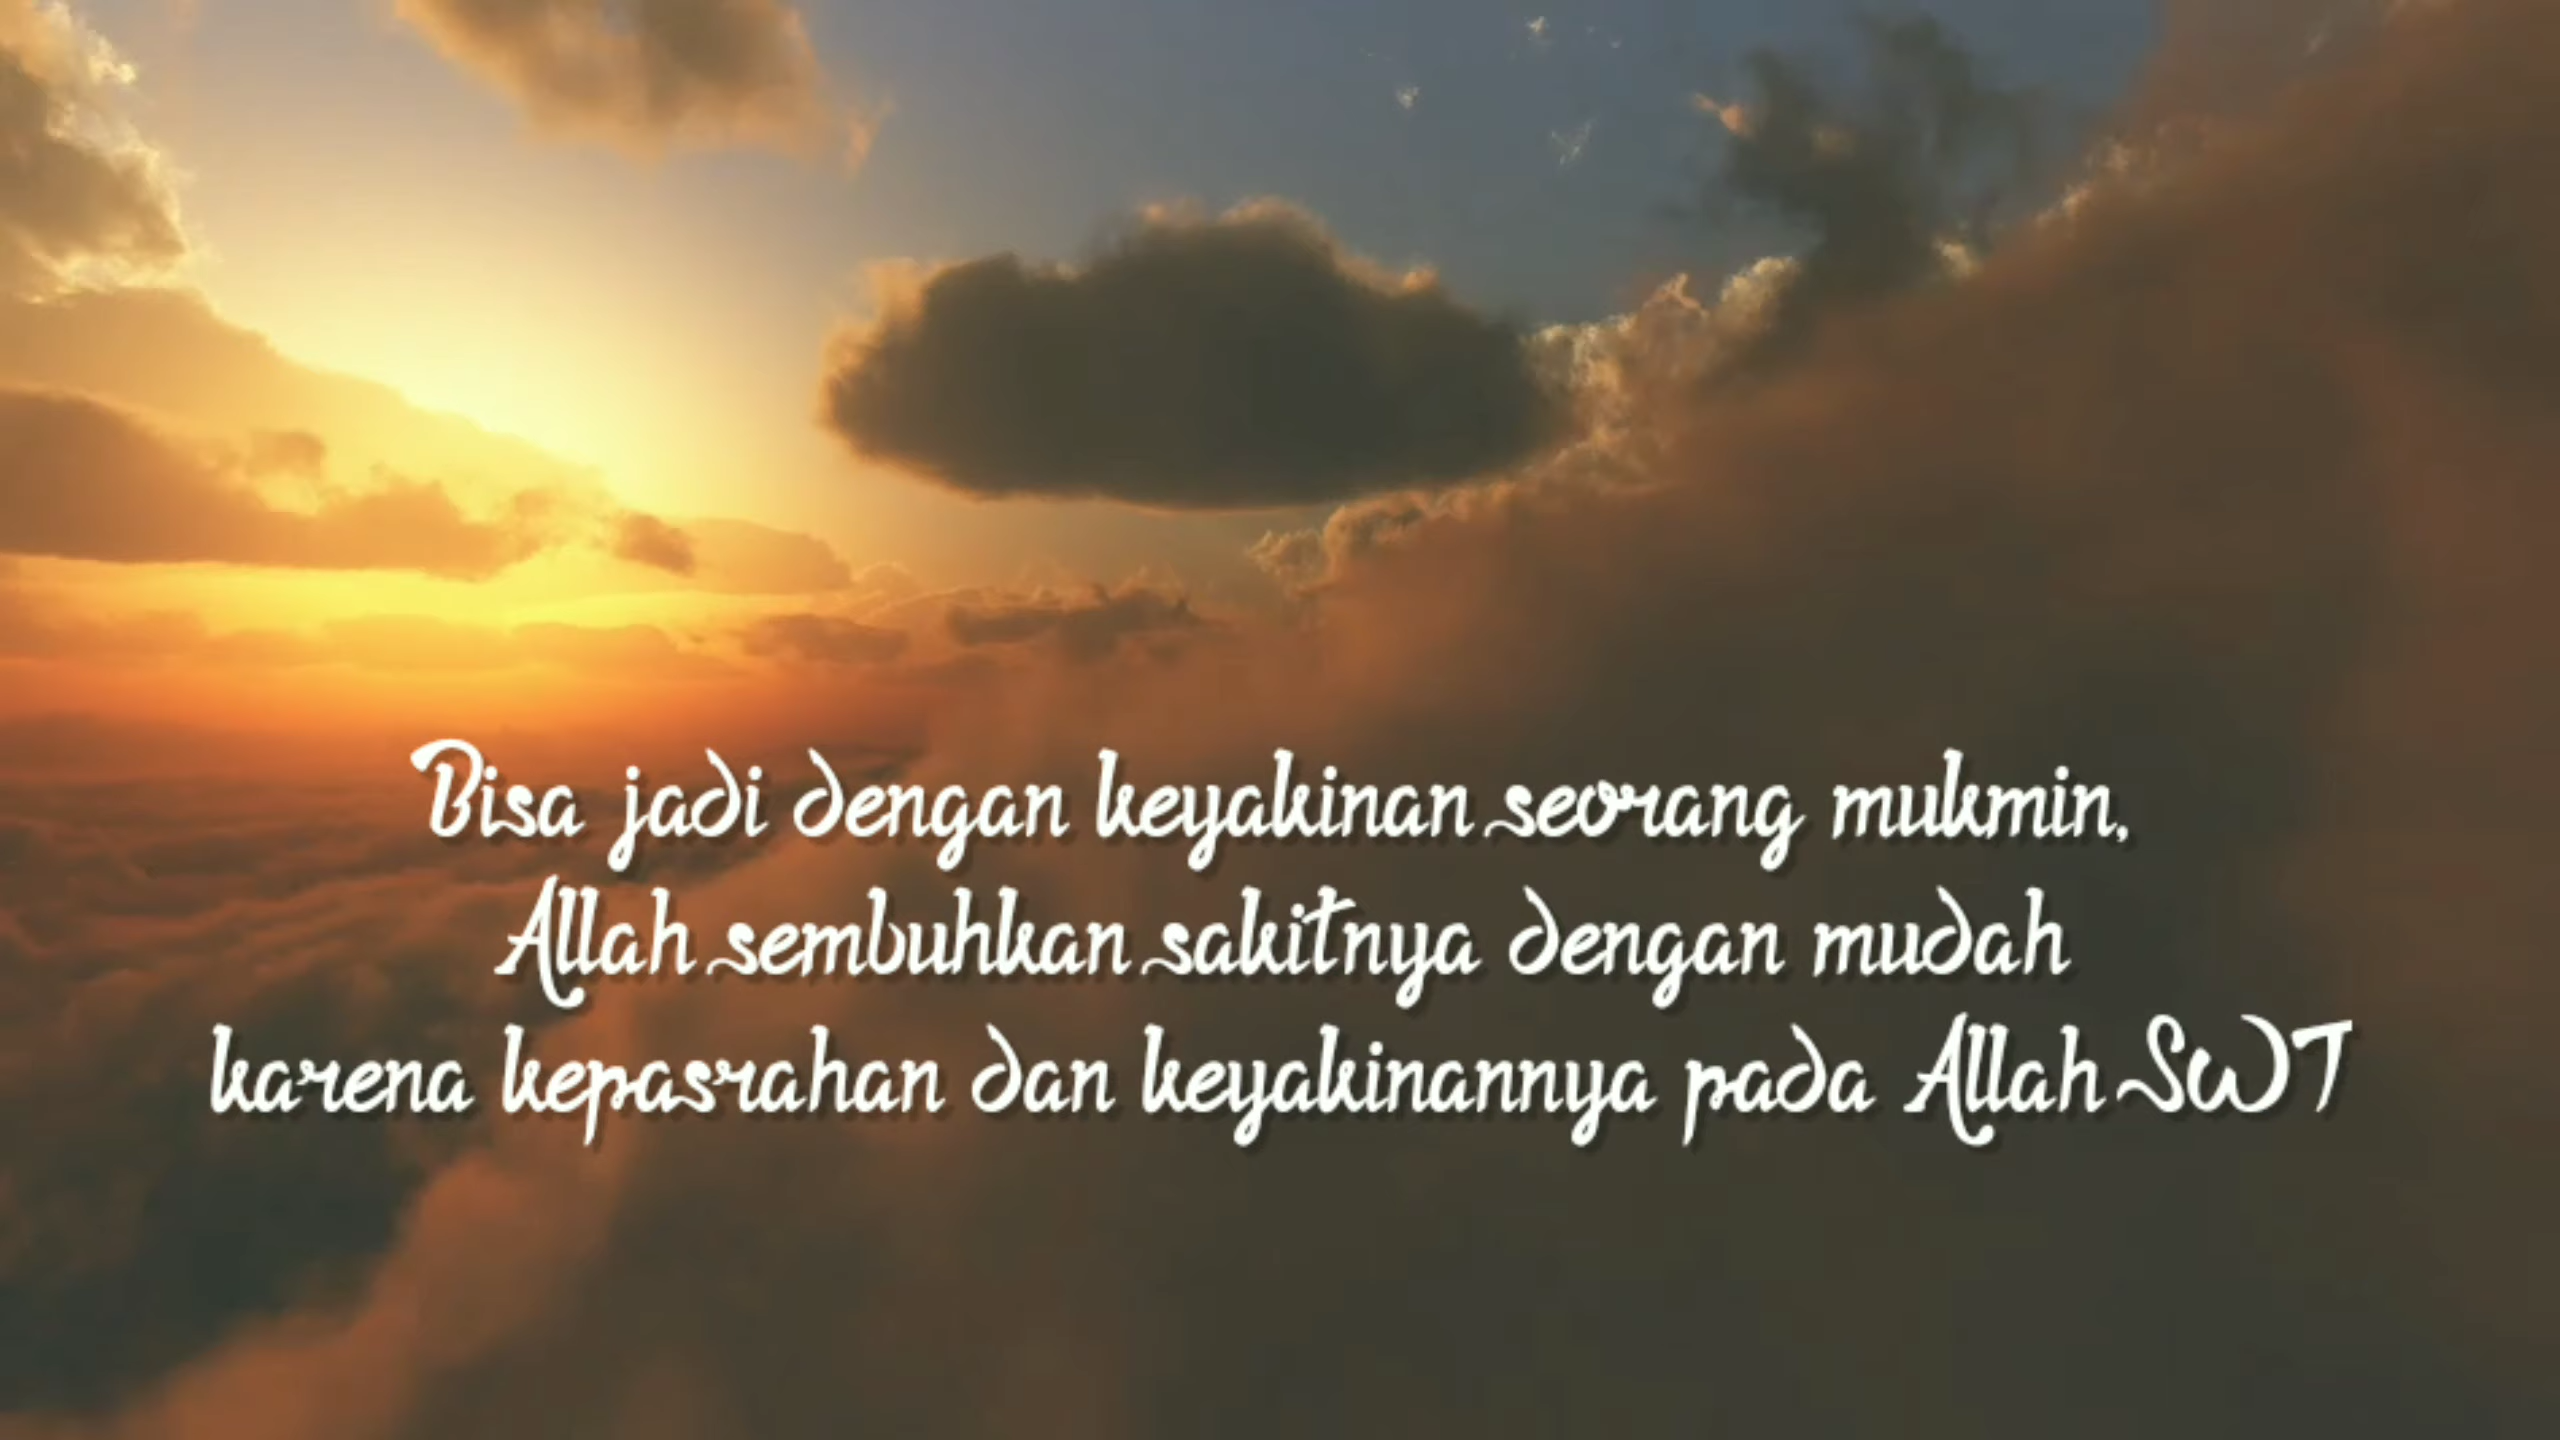 Bisa jadi dengan keyakinan seorang mukmin,
Allah sembuhkan sakitnya dengan mudah
karena kepasrahan dan keyakinannya pada Allah SWT